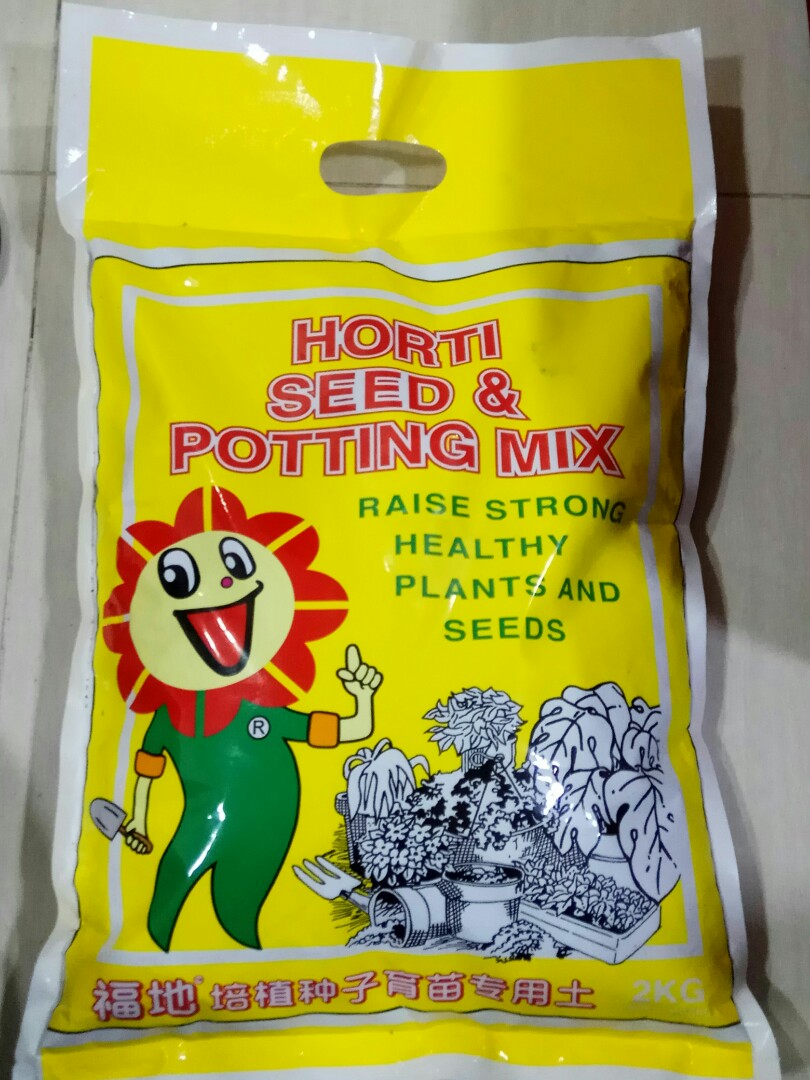 HORTI
SEED &
POTTING MIX
RAISE STRONG
HEALTHY
PLANTS AND
SEEDS
®
福地® 培植种子育苗专用土 2KG